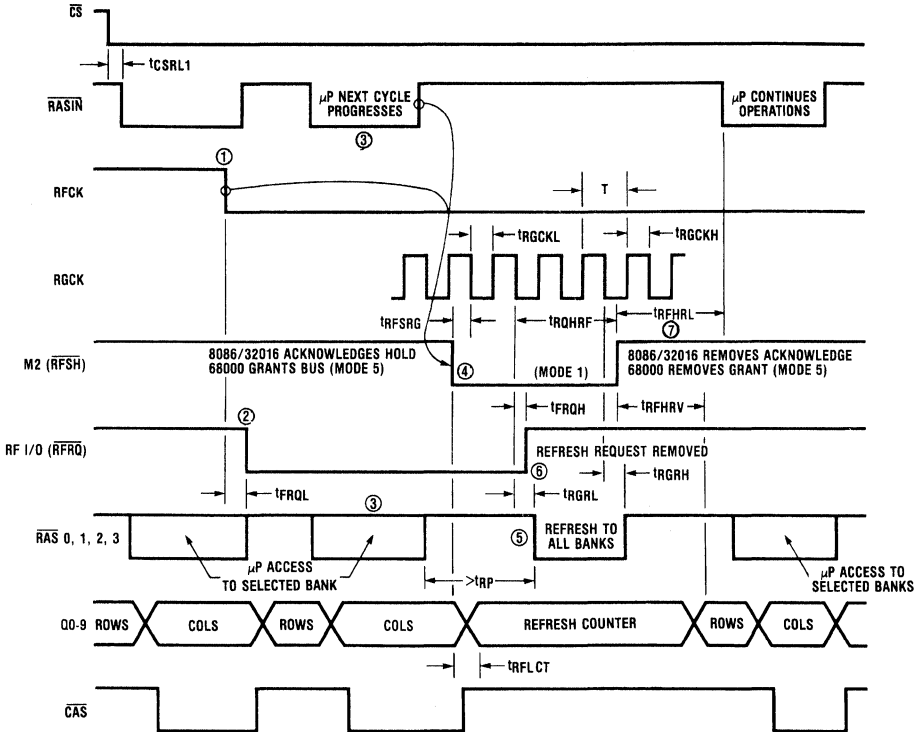 CS
tCSRL1
RASIN
µP NEXT CYCLE
PROGRESSES
µP CONTINUES
OPERATIONS
③
①
RFCK
T
tRGCKL
tRGCKH
RGCK
tRFSRG
tRQHRF
tRFHRL
⑦
M2 (RFSH)
8086/32016 ACKNOWLEDGES HOLD
68000 GRANTS BUS (MODE 5)
④
(MODE 1)
8086/32016 REMOVES ACKNOWLEDGE
68000 REMOVES GRANT (MODE 5)
tFRQH
tRFHRV
②
RF I/O (RFRQ)
REFRESH REQUEST REMOVED
⑥
tFRQL
③
tRGRL
tRGRH
RAS 0, 1, 2, 3
⑤
REFRESH TO
ALL BANKS
µP ACCESS
TO SELECTED BANK
>tRP
µP ACCESS TO
SELECTED BANKS
Q0-9 ROWS COLS ROWS COLS REFRESH COUNTER ROWS COLS
tRFLCT
CAS